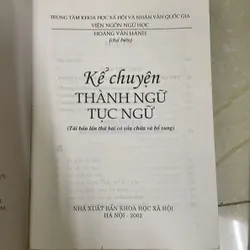 TRUNG TÂM KHOA HỌC XÃ HỘI VÀ NHÂN VĂN QUỐC GIA
VIỆN NGÔN NGỮ HỌC
HOÀNG VĂN HÀNH
(chủ biên)
Kể chuyện
THÀNH NGỮ
TỤC NGỮ
(Tái bản lần thứ hai có sửa chữa và bổ sung)
NHÀ XUẤT BẢN KHOA HỌC XÃ HỘI
HÀ NỘI - 2002